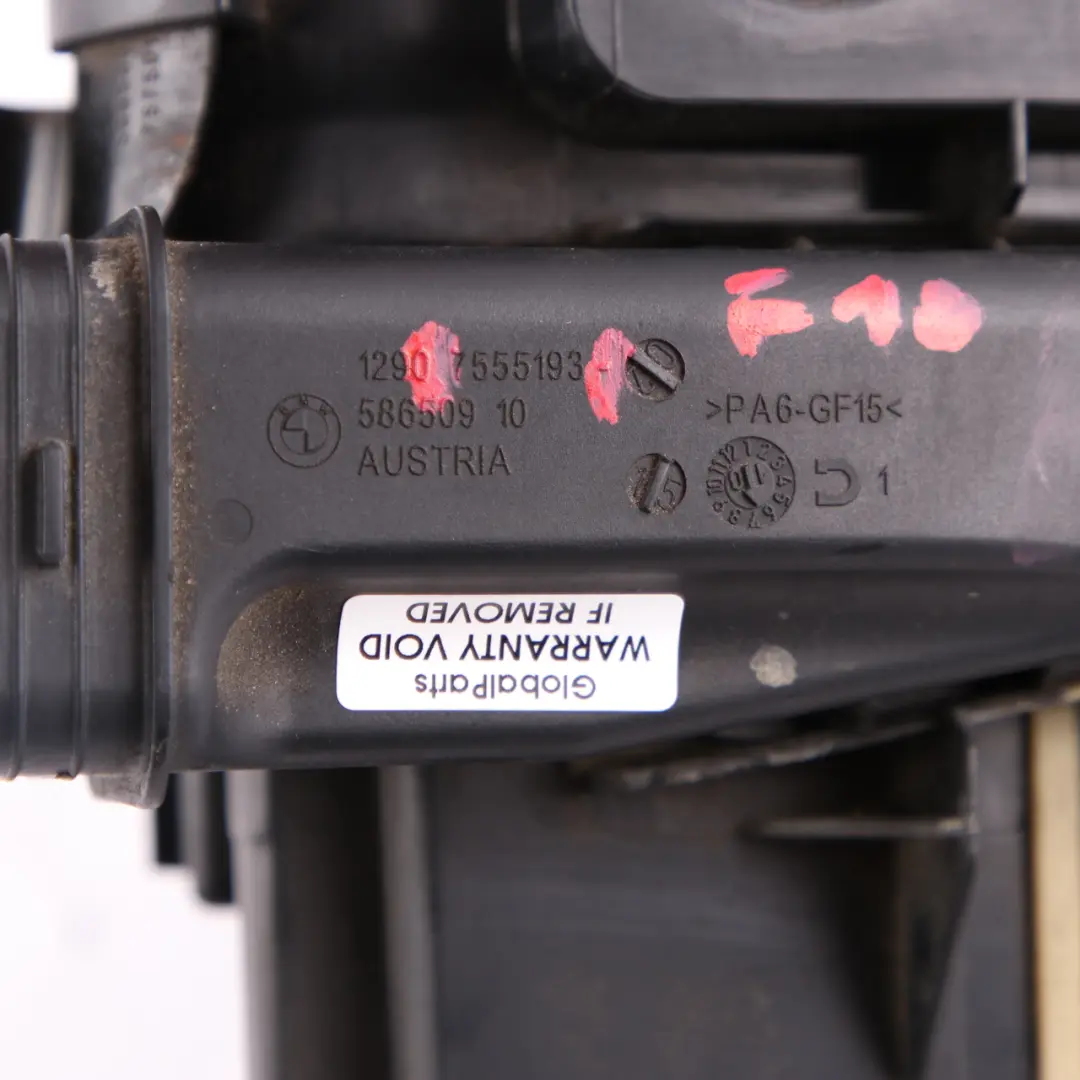 1290 7555193
586509 10
AUSTRIA
>PA6-GF15<
1
GlobalParts
WARRANTY VOID
IF REMOVED